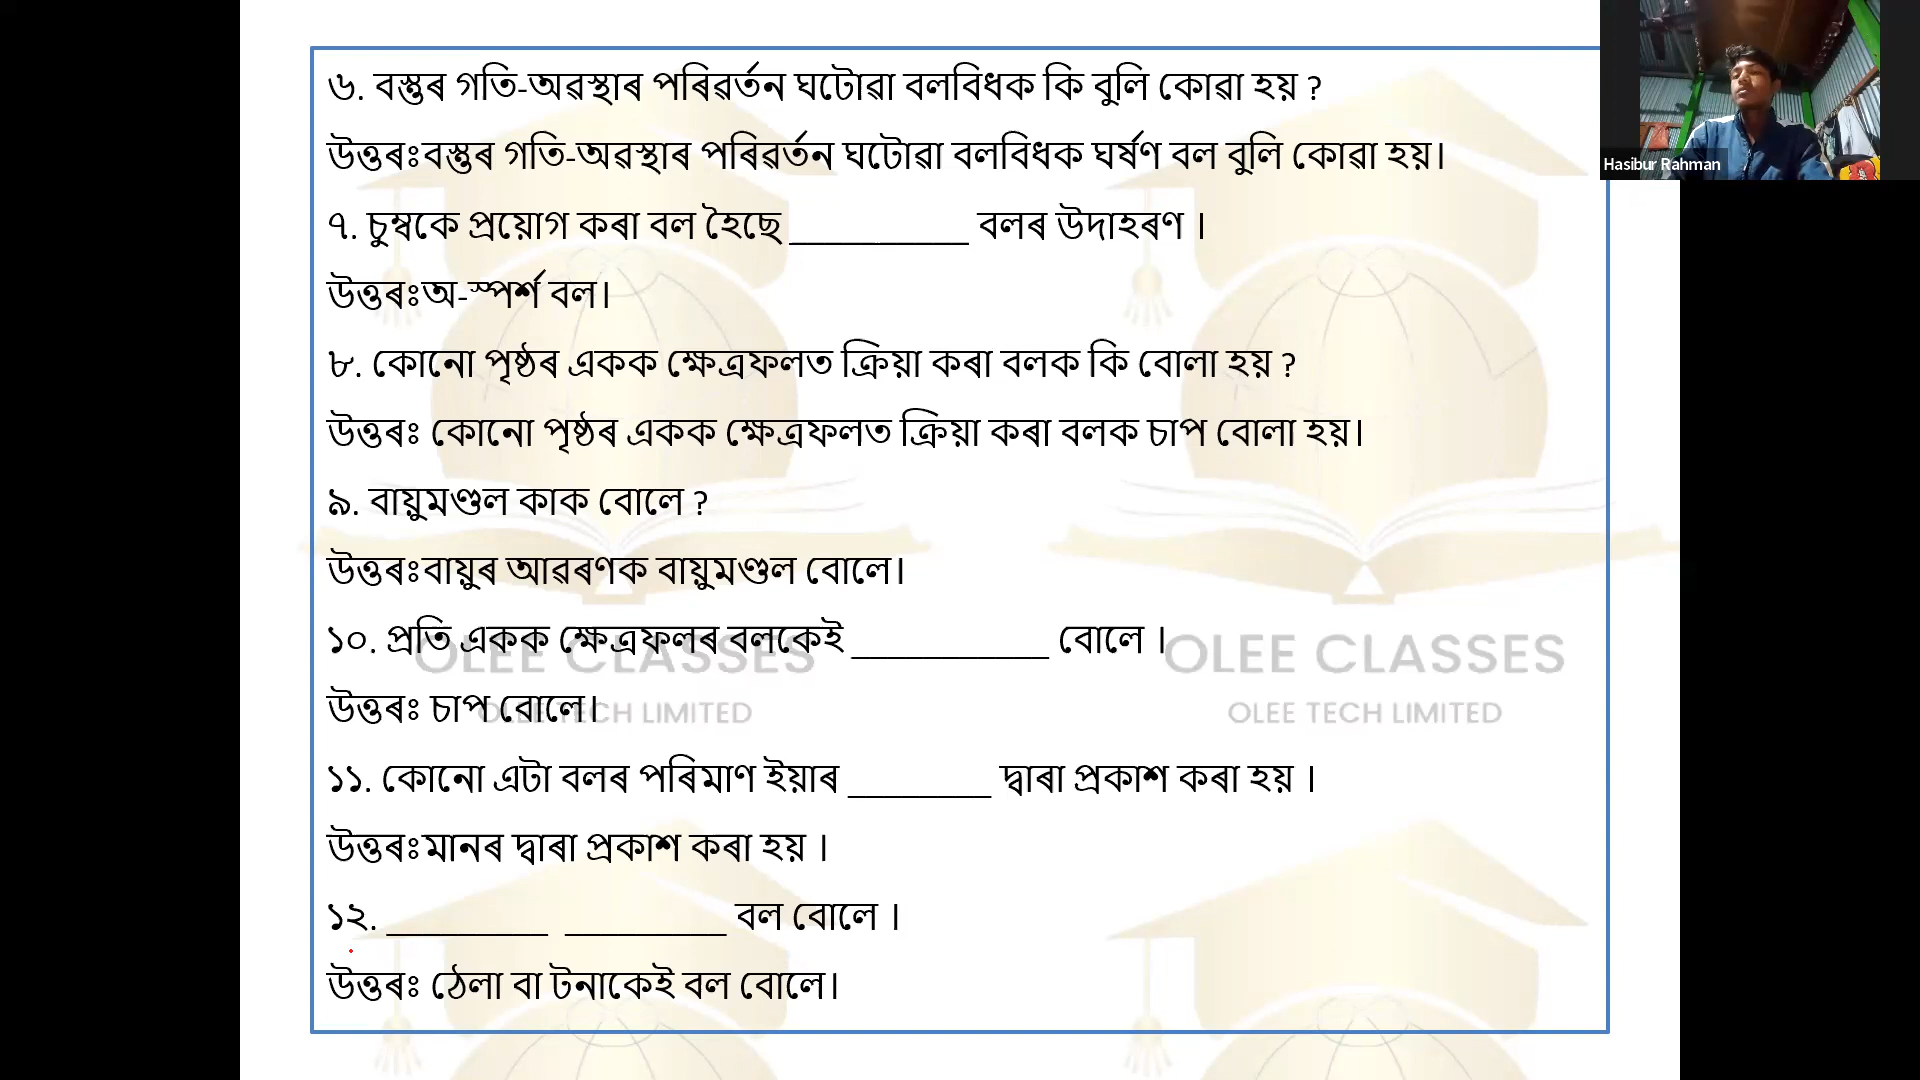 ৬. বস্তুৰ গতি-অৱস্থাৰ পৰিৱৰ্তন ঘটোৱা বলবিধক কি বুলি কোৱা হয় ?
উত্তৰঃবস্তুৰ গতি-অৱস্থাৰ পৰিৱৰ্তন ঘটোৱা বলবিধক ঘৰ্ষণ বল বুলি কোৱা হয়।
৭. চুম্বকে প্ৰয়োগ কৰা বল হৈছে __________ বলৰ উদাহৰণ ।
উত্তৰঃঅ-স্পৰ্শ বল।
৮. কোনো পৃষ্ঠৰ একক ক্ষেত্ৰফলত ক্ৰিয়া কৰা বলক কি বোলা হয় ?
উত্তৰঃ কোনো পৃষ্ঠৰ একক ক্ষেত্ৰফলত ক্ৰিয়া কৰা বলক চাপ বোলা হয়।
৯. বায়ুমণ্ডল কাক বোলে ?
উত্তৰঃবায়ুৰ আৱৰণক বায়ুমণ্ডল বোলে।
১০. প্ৰতি একক ক্ষেত্ৰফলৰ বলকেই ___________ বোলে ।
উত্তৰঃ চাপ বোলে।
১১. কোনো এটা বলৰ পৰিমাণ ইয়াৰ ________ দ্বাৰা প্ৰকাশ কৰা হয় ।
উত্তৰঃমানৰ দ্বাৰা প্ৰকাশ কৰা হয় ।
১২. _________ _________ বল বোলে ।
উত্তৰঃ ঠেলা বা টনাকেই বল বোলে।
Hasibur Rahman
OLEE CLASSES
OLEE TECH LIMITED
OLEE CLASSES
OLEE TECH LIMITED